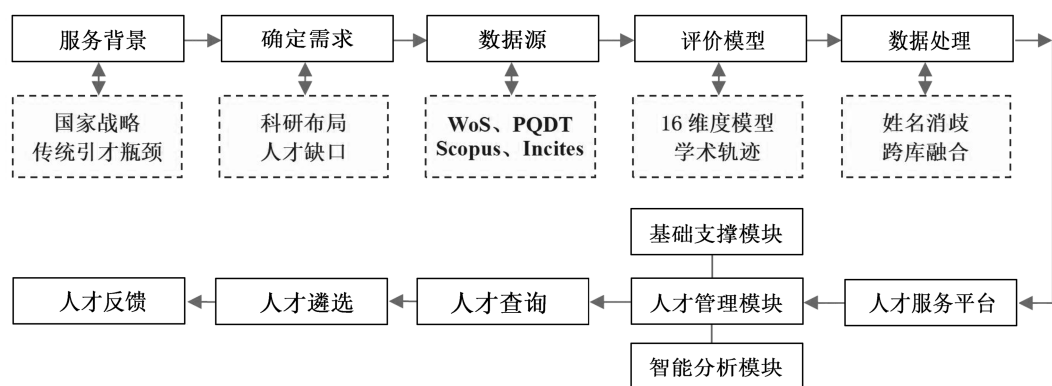 服务背景
确定需求
数据源
评价模型
数据处理
国家战略
传统引才瓶颈
科研布局
人才缺口
WoS、PQDT
Scopus、Incites
16 维度模型
学术轨迹
姓名消歧
跨库融合
基础支撑模块
人才反馈
人才遴选
人才查询
人才管理模块
人才服务平台
智能分析模块